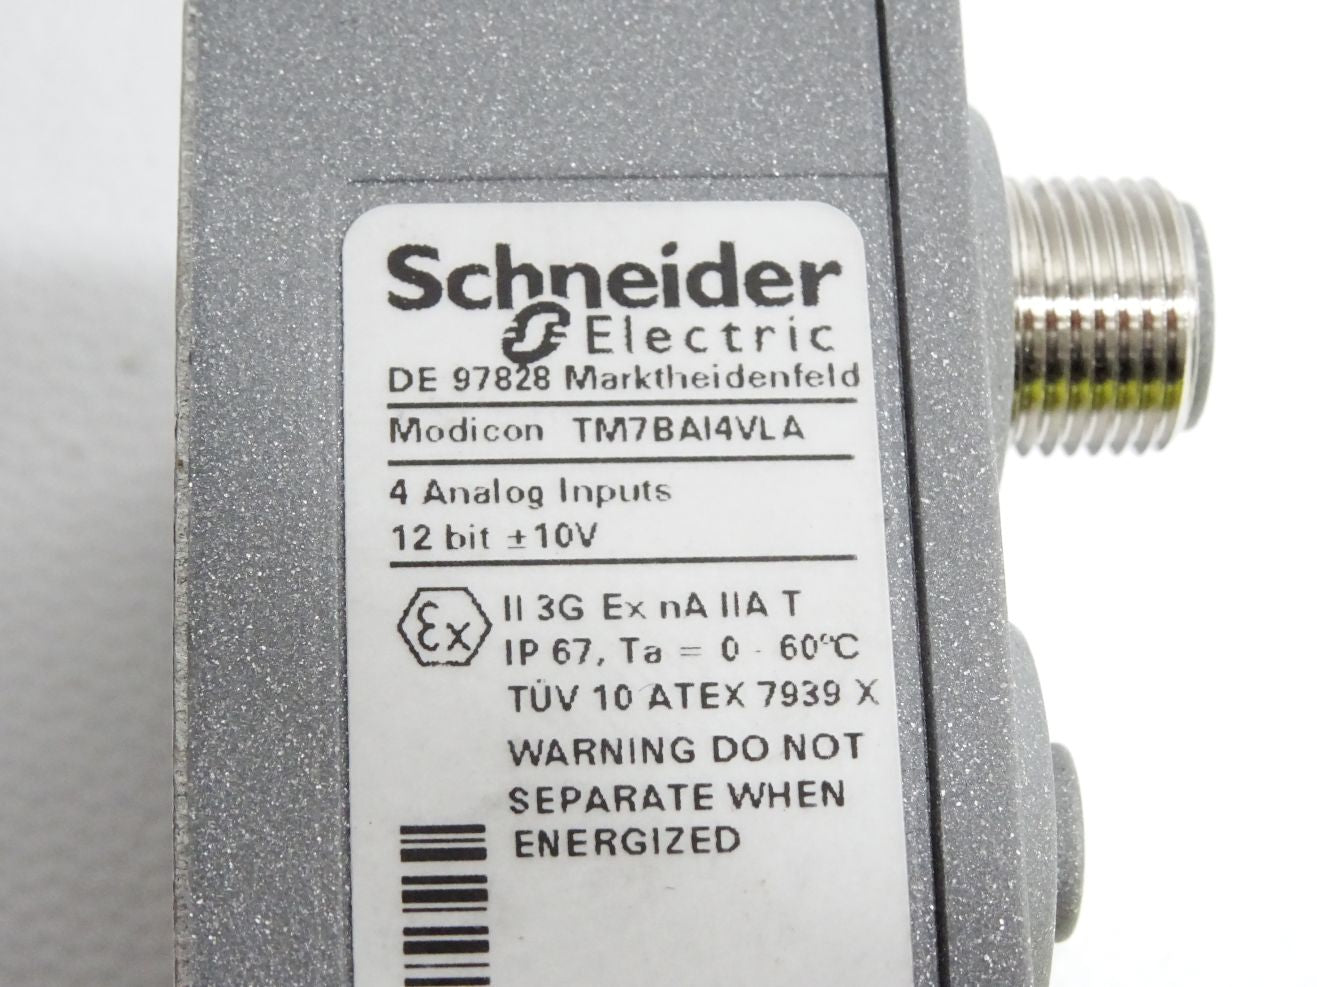 Schneider
Electric
DE 97828 Marktheidenfeld
Modicon TM7BAI4VLA
4 Analog Inputs
12 bit ±10V
Ex II 3G Ex nA IIA T
IP 67, Ta = 0 - 60°C
TÜV 10 ATEX 7939 X
WARNING DO NOT
SEPARATE WHEN
ENERGIZED